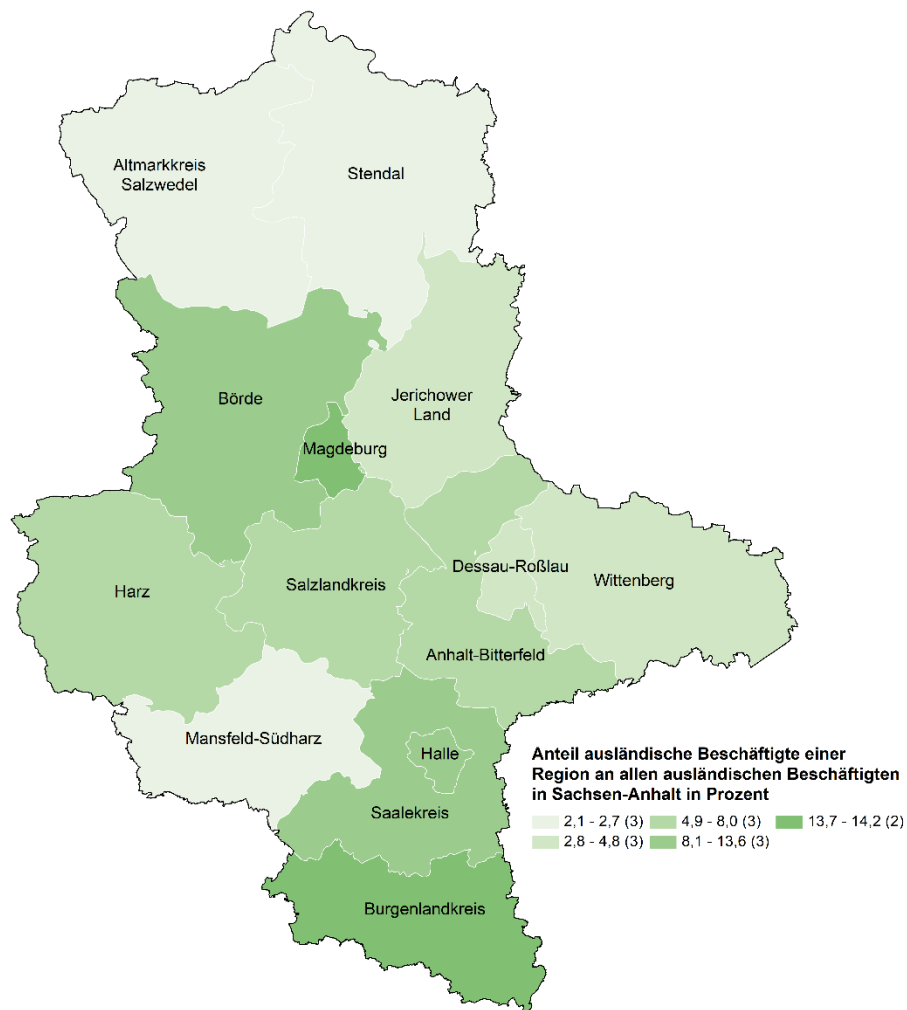 Altmarkkreis
Salzwedel
Stendal
Börde
Jerichower
Land
Magdeburg
Dessau-Roßlau
Wittenberg
Harz
Salzlandkreis
Anhalt-Bitterfeld
Mansfeld-Südharz
Halle
Saalekreis
Burgenlandkreis
Anteil ausländische Beschäftigte einer
Region an allen ausländischen Beschäftigten
in Sachsen-Anhalt in Prozent
2,1 - 2,7 (3) 4,9 - 8,0 (3) 13,7 - 14,2 (2)
2,8 - 4,8 (3) 8,1 - 13,6 (3)